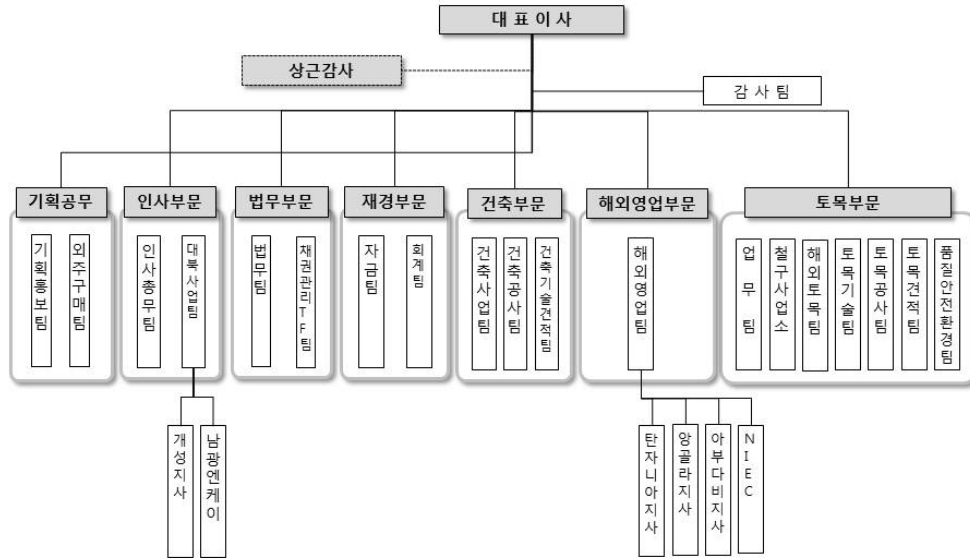 대 표 이 사
상근감사
감 사 팀
기획공무
인사부문
법무부문
재경부문
건축부문
해외영업부문
토목부문
기획홍보팀
외주구매팀
인사총무팀
대북사업팀
법무팀
채권관리TF팀
자금팀
회계팀
건축사업팀
건축공사팀
건축기술견적팀
해외영업팀
업 무 팀
철구사업소
해외토목팀
토목기술팀
토목공사팀
토목견적팀
품질안전환경팀
개성지사
남광엔케이
탄자니아지사
앙골라지사
아부다비지사
NIEC